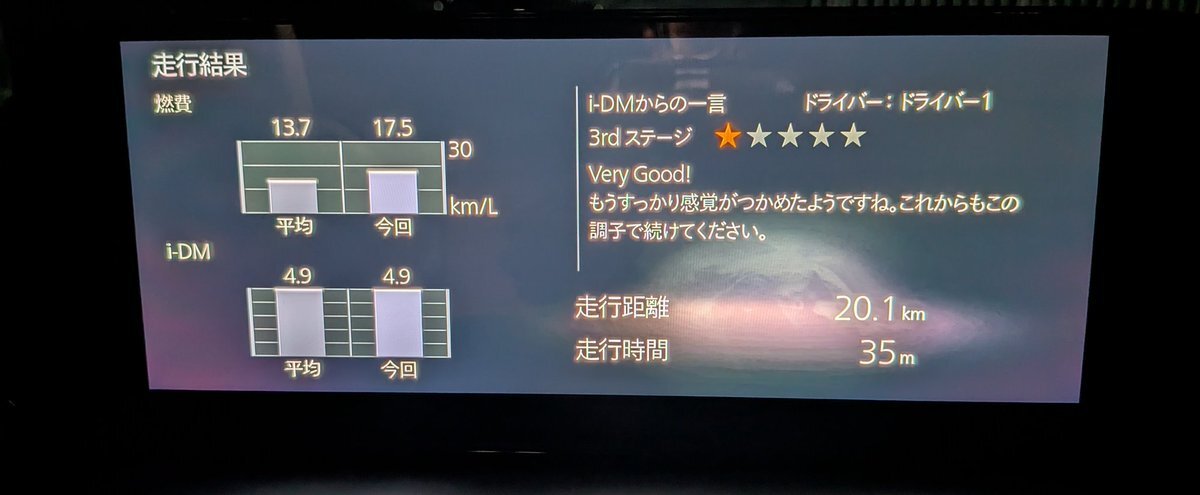 走行結果
燃費
13.7 17.5
30
km/L
平均 今回
i-DM
4.9 4.9
平均 今回
i-DMからの一言 ドライバー：ドライバー1
3rd ステージ ★★★★★
Very Good!
もうすっかり感覚がつかめたようですね。これからもこの
調子で続けてください。
走行距離 20.1 km
走行時間 35 m